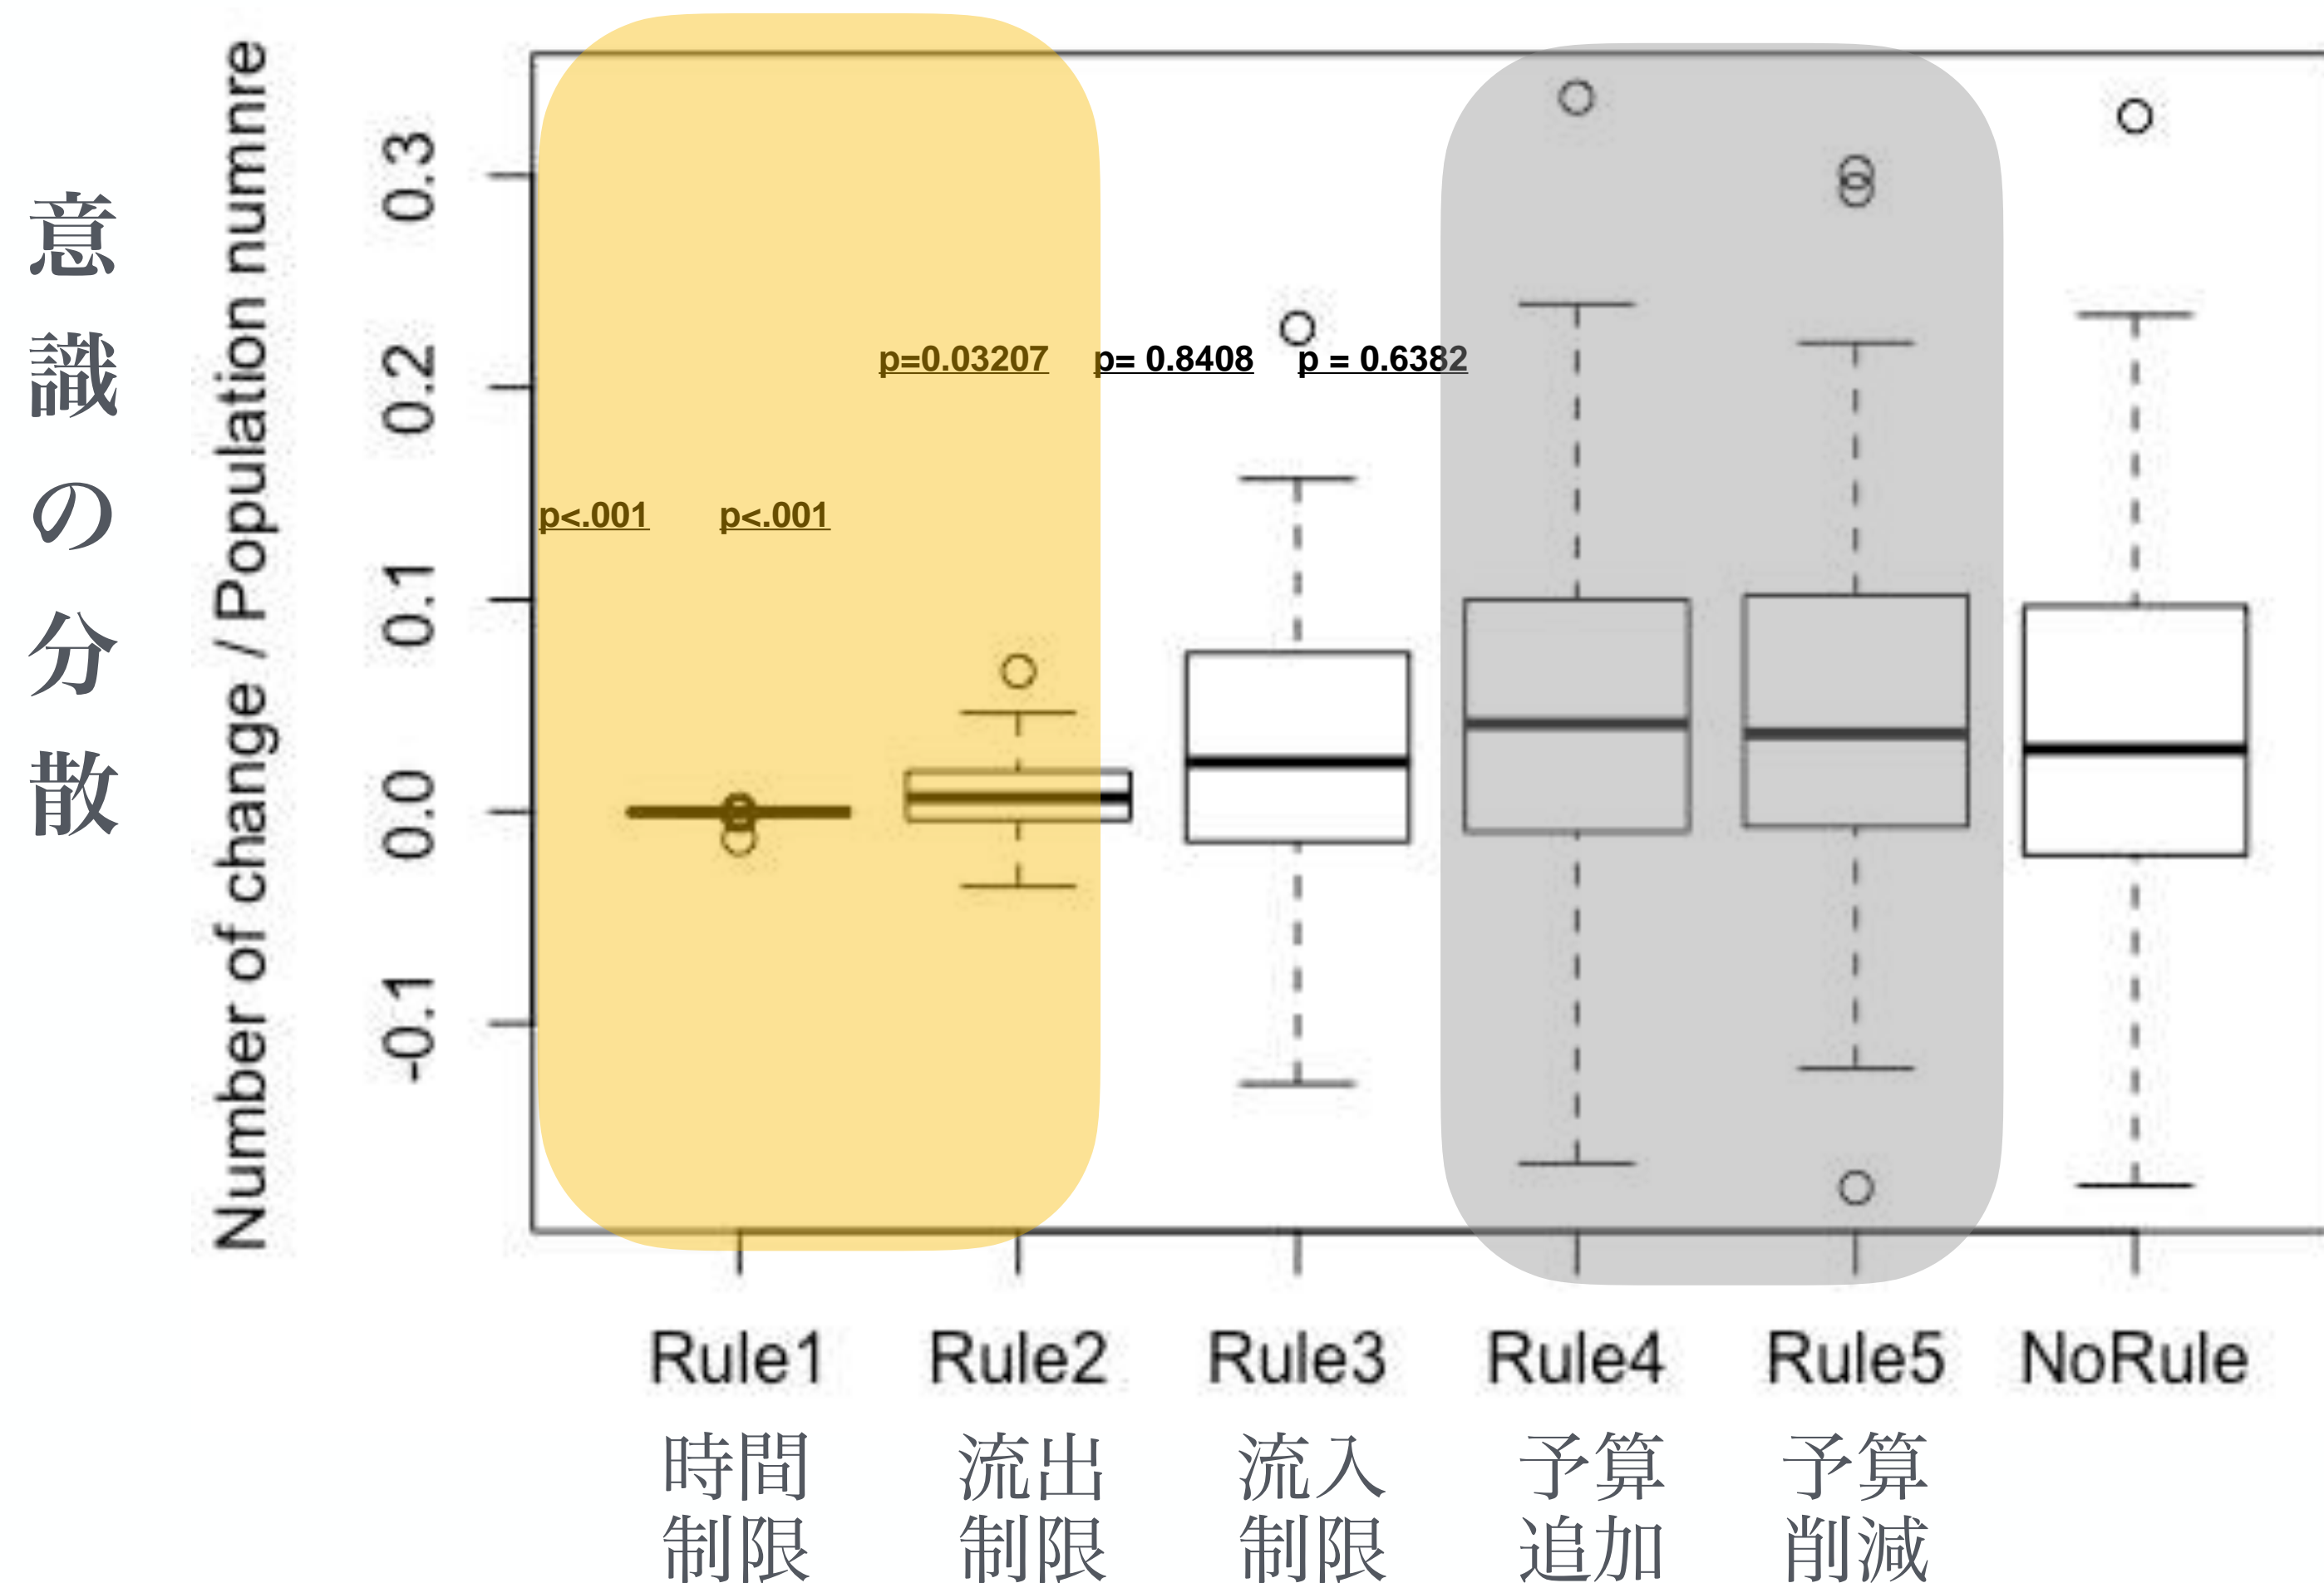 意識の分散
Number of change / Population numnre
0.3
0.2
0.1
0.0
-0.1
p=0.03207
p= 0.8408
p = 0.6382
p<.001
p<.001
Rule1
Rule2
Rule3
Rule4
Rule5
NoRule
時間
制限
流出
制限
流入
制限
予算
追加
予算
削減